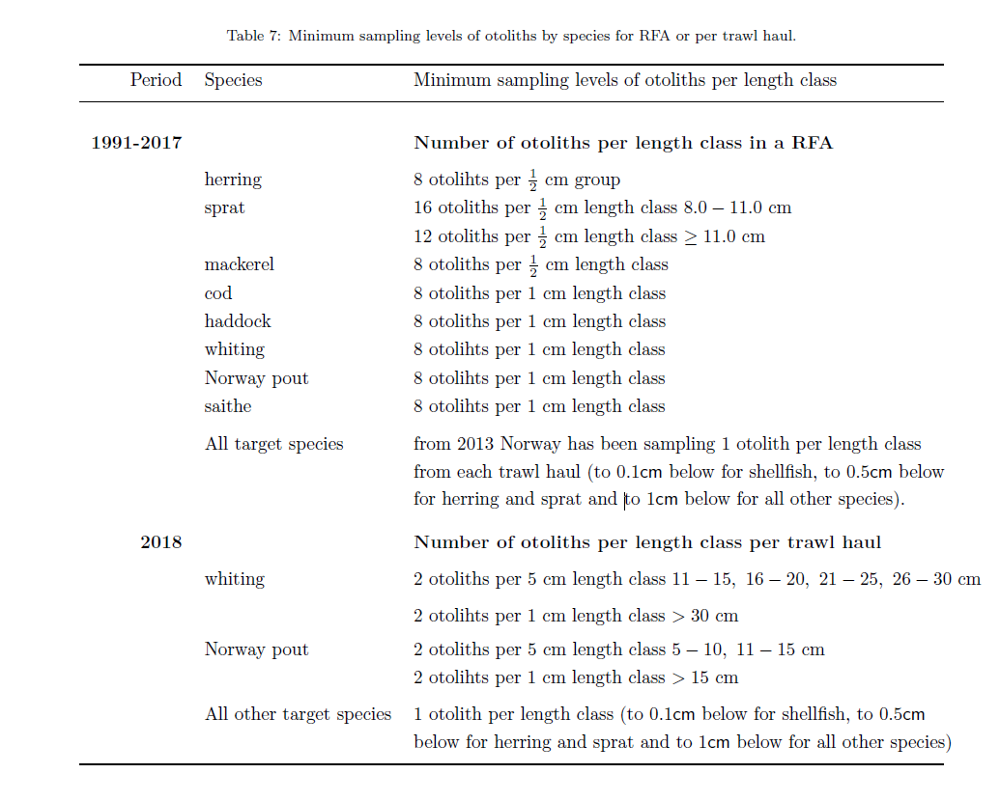 Table 7: Minimum sampling levels of otoliths by species for RFA or per trawl haul.
Period Species Minimum sampling levels of otoliths per length class
1991-2017 Number of otoliths per length class in a RFA
herring 8 otolihts per ½ cm group
sprat 16 otoliths per ½ cm length class 8.0 – 11.0 cm
12 otoliths per ½ cm length class ≥ 11.0 cm
mackerel 8 otoliths per ½ cm length class
cod 8 otoliths per 1 cm length class
haddock 8 otoliths per 1 cm length class
whiting 8 otolihts per 1 cm length class
Norway pout 8 otolihts per 1 cm length class
saithe 8 otolihts per 1 cm length class
All target species from 2013 Norway has been sampling 1 otolith per length class
from each trawl haul (to 0.1cm below for shellfish, to 0.5cm below
for herring and sprat and to 1cm below for all other species).
2018 Number of otoliths per length class per trawl haul
whiting 2 otoliths per 5 cm length class 11 – 15, 16 – 20, 21 – 25, 26 – 30 cm
2 otolihts per 1 cm length class > 30 cm
Norway pout 2 otoliths per 5 cm length class 5 – 10, 11 – 15 cm
2 otolihts per 1 cm length class > 15 cm
All other target species 1 otolith per length class (to 0.1cm below for shellfish, to 0.5cm
below for herring and sprat and to 1cm below for all other species)